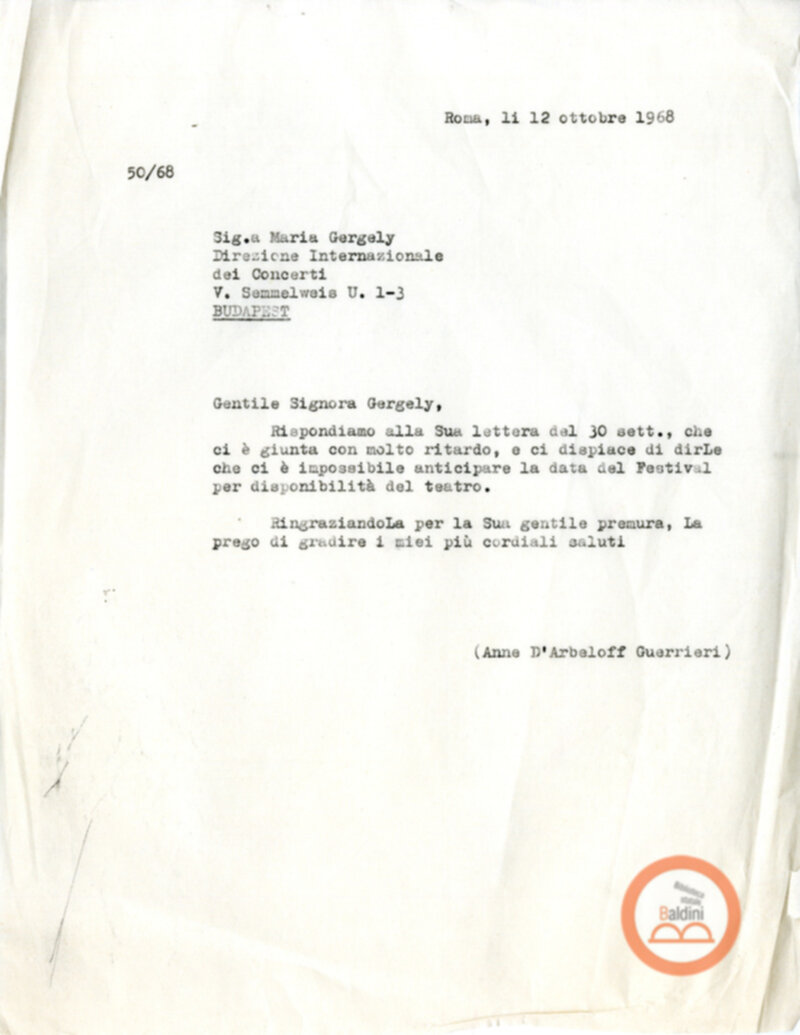 Roma, li 12 ottobre 1968
50/68
Sig.a Maria Gergely
Direzione Internazionale
dei Concerti
V. Semmelweis U. 1-3
BUDAPEST
Gentile Signora Gergely,
Rispondiamo alla Sua lettera del 30 sett., che
ci è giunta con molto ritardo, e ci dispiace di dirLe
che ci è impossibile anticipare la data del Festival
per disponibilità del teatro.
RingraziandoLa per la Sua gentile premura, La
prego di gradire i miei più cordiali saluti
(Anne D'Arbeloff Guerrieri)
Biblioteca
statale
Baldini